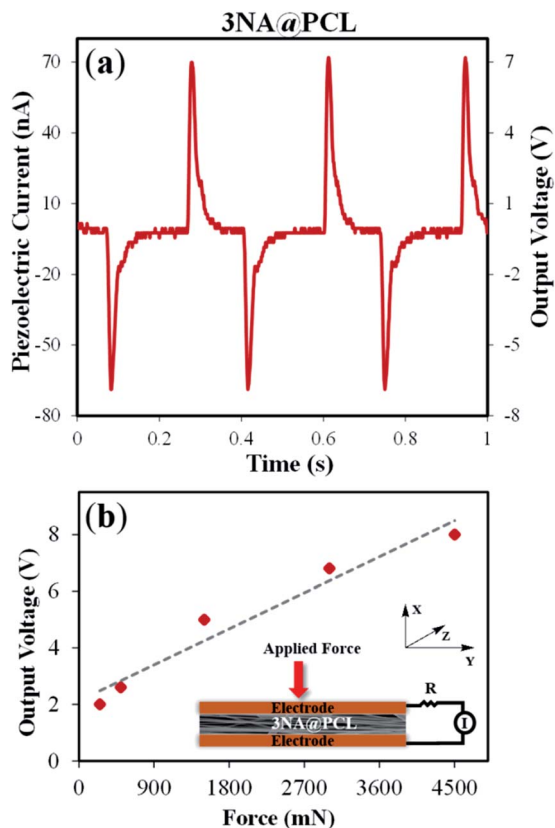 3NA@PCL
(a)
Piezoelectric Current (nA)
70
40
10
-20
-50
-80
7
4
1
-2
-5
-8
Output Voltage (V)
0 0.2 0.4 0.6 0.8 1
Time (s)
(b)
Output Voltage (V)
8
6
4
2
0
X
Z
Y
Applied Force
R
Electrode
3NA@PCL
I
Electrode
0 900 1800 2700 3600 4500
Force (mN)